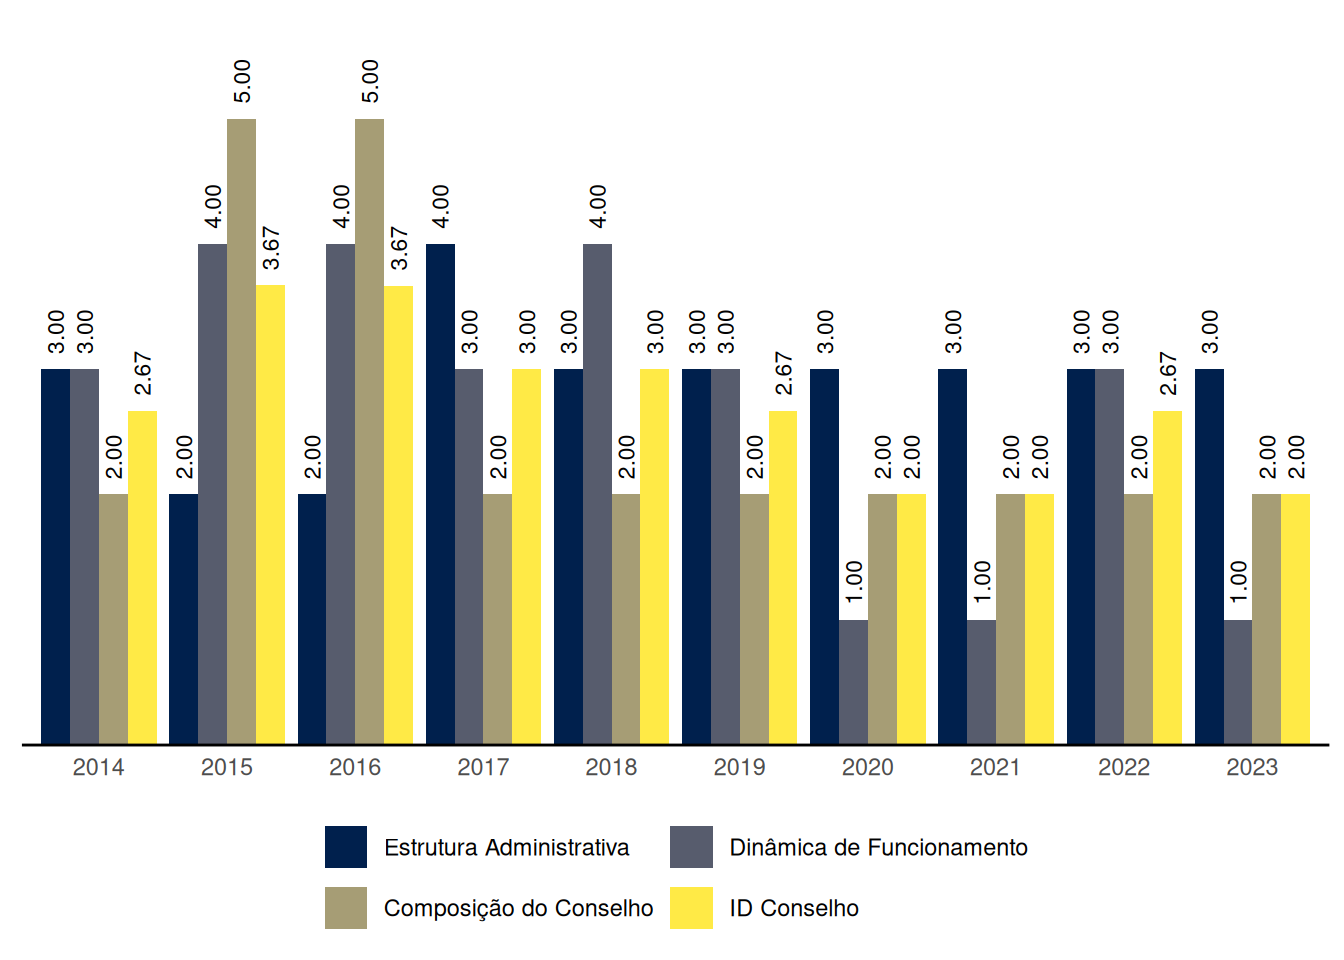 3.00 3.00 2.00 2.67 2.00 4.00 5.00 3.67 2.00 4.00 5.00 3.67 4.00 3.00 2.00 3.00 3.00 4.00 2.00 3.00 3.00 3.00 2.00 2.67 3.00 1.00 2.00 2.00 3.00 1.00 2.00 2.00 3.00 3.00 2.00 2.67 3.00 1.00 2.00 2.00
2014 2015 2016 2017 2018 2019 2020 2021 2022 2023
Estrutura Administrativa Dinâmica de Funcionamento
Composição do Conselho ID Conselho